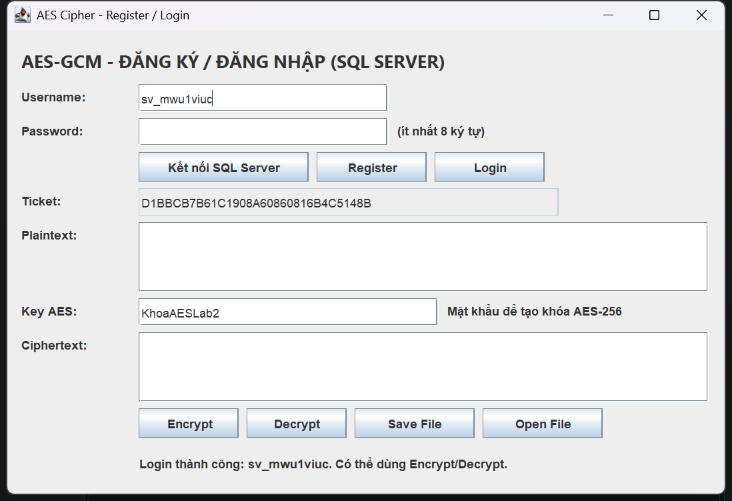 AES Cipher - Register / Login
AES-GCM - ĐĂNG KÝ / ĐĂNG NHẬP (SQL SERVER)
Username: sv_mwu1viuc
Password: (ít nhất 8 ký tự)
Kết nối SQL Server Register Login
Ticket: D1BBCB7B61C1908A60860816B4C5148B
Plaintext:
Key AES: KhoaAESLab2 Mật khẩu để tạo khóa AES-256
Ciphertext:
Encrypt Decrypt Save File Open File
Login thành công: sv_mwu1viuc. Có thể dùng Encrypt/Decrypt.